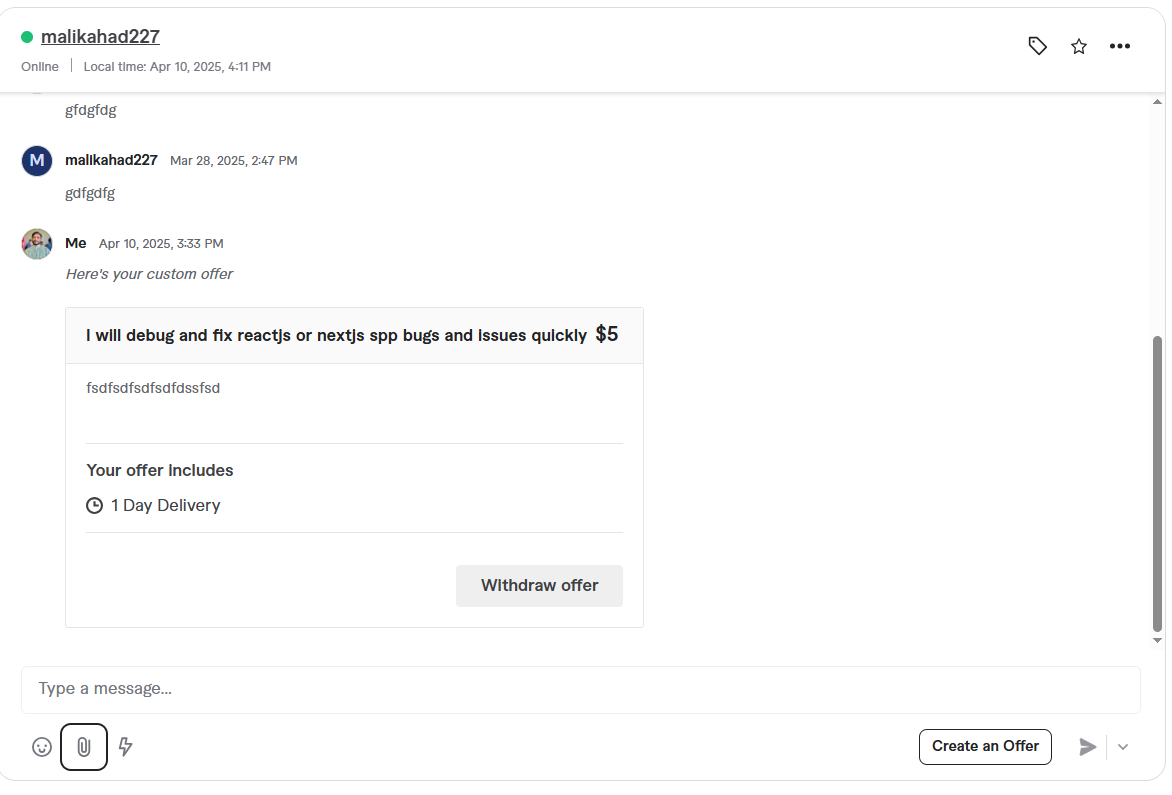 malikahad227
Online
Local time: Apr 10, 2025, 4:11 PM
gfdgfdg
M
malikahad227 Mar 28, 2025, 2:47 PM
gdfgdfg
Me Apr 10, 2025, 3:33 PM
Here's your custom offer
I will debug and fix reactjs or nextjs spp bugs and issues quickly $5
fsdfsdfsdfsdfdssfsd
Your offer includes
1 Day Delivery
Withdraw offer
Type a message...
Create an Offer